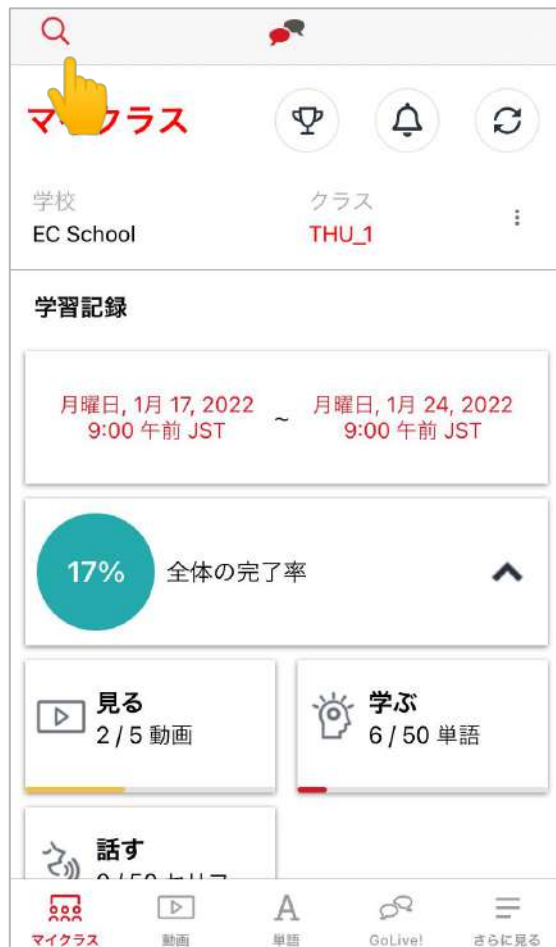 マイクラス
学校
クラス
EC School
THU_1
学習記録
月曜日, 1月 17, 2022
9:00 午前 JST
~
月曜日, 1月 24, 2022
9:00 午前 JST
17%
全体の完了率
見る
2 / 5 動画
学ぶ
6 / 50 単語
話す
マイクラス
動画
単語
GoLive!
さらに見る